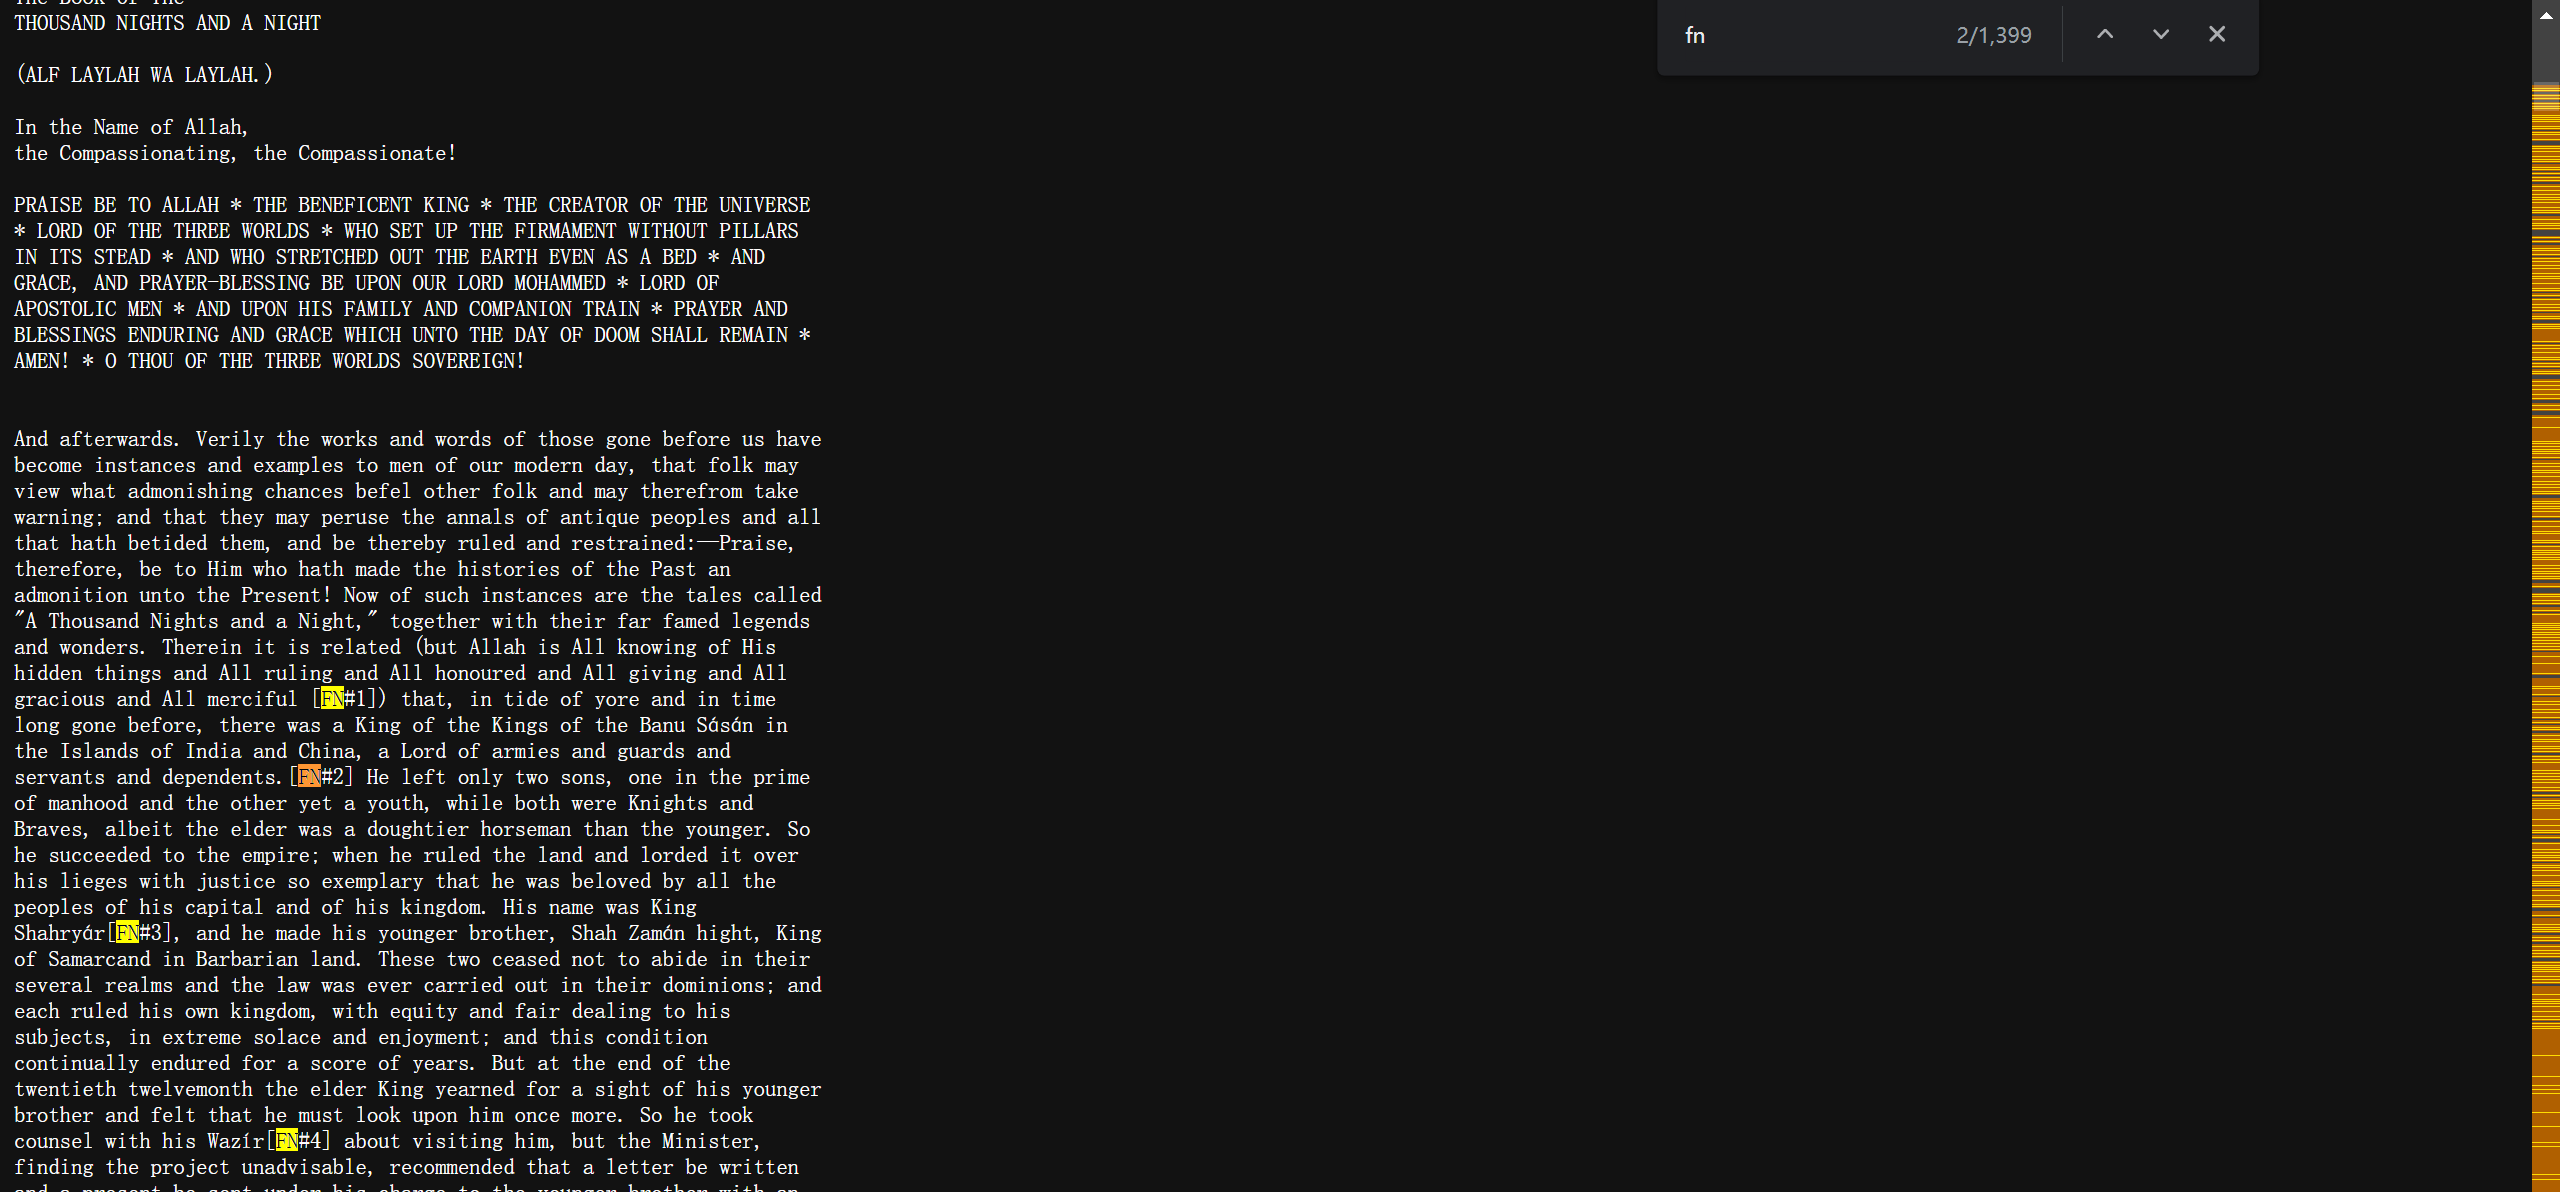 THOUSAND NIGHTS AND A NIGHT
fn 2/1,399
(ALF LAYLAH WA LAYLAH.)
In the Name of Allah,
the Compassionating, the Compassionate!
PRAISE BE TO ALLAH * THE BENEFICENT KING * THE CREATOR OF THE UNIVERSE
* LORD OF THE THREE WORLDS * WHO SET UP THE FIRMAMENT WITHOUT PILLARS
IN ITS STEAD * AND WHO STRETCHED OUT THE EARTH EVEN AS A BED * AND
GRACE, AND PRAYER-BLESSING BE UPON OUR LORD MOHAMMED * LORD OF
APOSTOLIC MEN * AND UPON HIS FAMILY AND COMPANION TRAIN * PRAYER AND
BLESSINGS ENDURING AND GRACE WHICH UNTO THE DAY OF DOOM SHALL REMAIN *
AMEN! * O THOU OF THE THREE WORLDS SOVEREIGN!
And afterwards. Verily the works and words of those gone before us have
become instances and examples to men of our modern day, that folk may
view what admonishing chances befel other folk and may therefrom take
warning; and that they may peruse the annals of antique peoples and all
that hath betided them, and be thereby ruled and restrained:—Praise,
therefore, be to Him who hath made the histories of the Past an
admonition unto the Present! Now of such instances are the tales called
"A Thousand Nights and a Night," together with their far famed legends
and wonders. Therein it is related (but Allah is All knowing of His
hidden things and All ruling and All honoured and All giving and All
gracious and All merciful [FN#1]) that, in tide of yore and in time
long gone before, there was a King of the Kings of the Banu Sásán in
the Islands of India and China, a Lord of armies and guards and
servants and dependents.[FN#2] He left only two sons, one in the prime
of manhood and the other yet a youth, while both were Knights and
Braves, albeit the elder was a doughtier horseman than the younger. So
he succeeded to the empire; when he ruled the land and lorded it over
his lieges with justice so exemplary that he was beloved by all the
peoples of his capital and of his kingdom. His name was King
Shahryár[FN#3], and he made his younger brother, Shah Zamán hight, King
of Samarcand in Barbarian land. These two ceased not to abide in their
several realms and the law was ever carried out in their dominions; and
each ruled his own kingdom, with equity and fair dealing to his
subjects, in extreme solace and enjoyment; and this condition
continually endured for a score of years. But at the end of the
twentieth twelvemonth the elder King yearned for a sight of his younger
brother and felt that he must look upon him once more. So he took
counsel with his Wazír[FN#4] about visiting him, but the Minister,
finding the project unadvisable, recommended that a letter be written